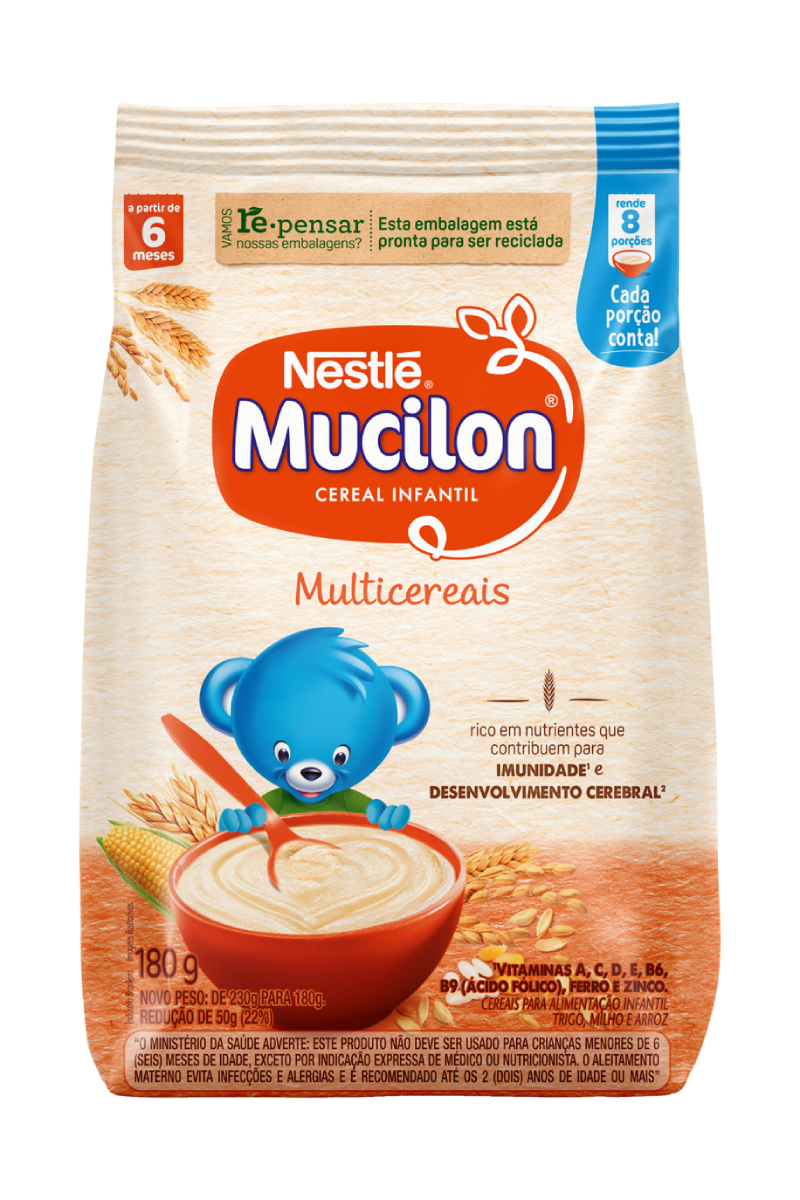 a partir de
6
meses
VAMOS
re·pensar
nossas embalagens?
Esta embalagem está
pronta para ser reciclada
rende
8
porções
Cada
porção
conta!
Nestlé®
Mucilon®
CEREAL INFANTIL
Multicereais
rico em nutrientes que
contribuem para
IMUNIDADE¹ e
DESENVOLVIMENTO CEREBRAL²
Indústria Brasileira
Imagens ilustrativas.
180 g
NOVO PESO: DE 230g PARA 180g.
REDUÇÃO DE 50g (22%)
¹VITAMINAS A, C, D, E, B6,
B9 (ÁCIDO FÓLICO), FERRO E ZINCO.
CEREAIS PARA ALIMENTAÇÃO INFANTIL
TRIGO, MILHO E ARROZ
"O MINISTÉRIO DA SAÚDE ADVERTE: ESTE PRODUTO NÃO DEVE SER USADO PARA CRIANÇAS MENORES DE 6
(SEIS) MESES DE IDADE, EXCETO POR INDICAÇÃO EXPRESSA DE MÉDICO OU NUTRICIONISTA. O ALEITAMENTO
MATERNO EVITA INFECÇÕES E ALERGIAS E É RECOMENDADO ATÉ OS 2 (DOIS) ANOS DE IDADE OU MAIS"